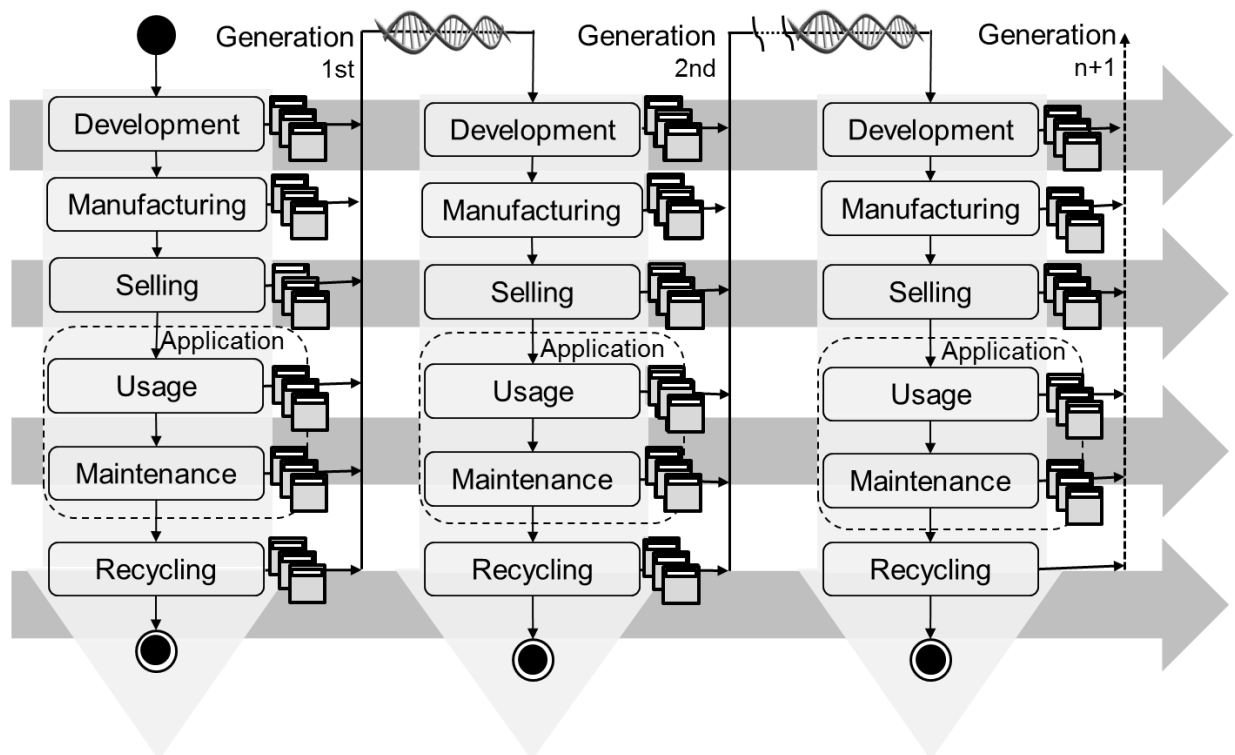 Generation
1st
Development
Manufacturing
Selling
Application
Usage
Maintenance
Recycling
Generation
2nd
Development
Manufacturing
Selling
Application
Usage
Maintenance
Recycling
Generation
n+1
Development
Manufacturing
Selling
Application
Usage
Maintenance
Recycling